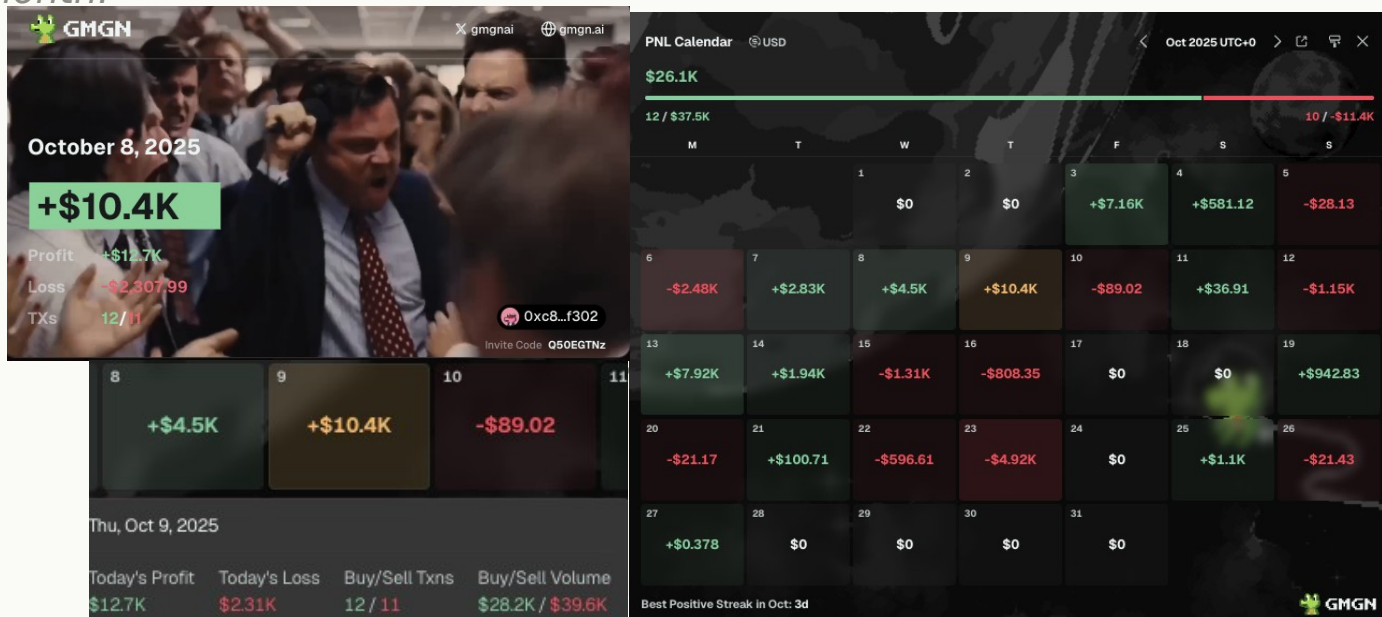 GMGN
gmgnai gmgn.ai
October 8, 2025
+$10.4K
Profit +$12.7K
Loss -$2,307.99
TXs 12/11
0xc8...f302
Invite Code Q50EGTNz
8 9 10 11
+$4.5K +$10.4K -$89.02
Thu, Oct 9, 2025
Today's Profit Today's Loss Buy/Sell Txns Buy/Sell Volume
$12.7K $2.31K 12 / 11 $28.2K / $39.6K
PNL Calendar USD Oct 2025 UTC+0
$26.1K
12 / $37.5K 10 / -$11.4K
M T W T F S S
1 2 3 4 5
$0 $0 +$7.16K +$581.12 -$28.13
6 7 8 9 10 11 12
-$2.48K +$2.83K +$4.5K +$10.4K -$89.02 +$36.91 -$1.15K
13 14 15 16 17 18 19
+$7.92K +$1.94K -$1.31K -$808.35 $0 $0 +$942.83
20 21 22 23 24 25 26
-$21.17 +$100.71 -$596.61 -$4.92K $0 +$1.1K -$21.43
27 28 29 30 31
+$0.378 $0 $0 $0 $0
Best Positive Streak in Oct: 3d
GMGN